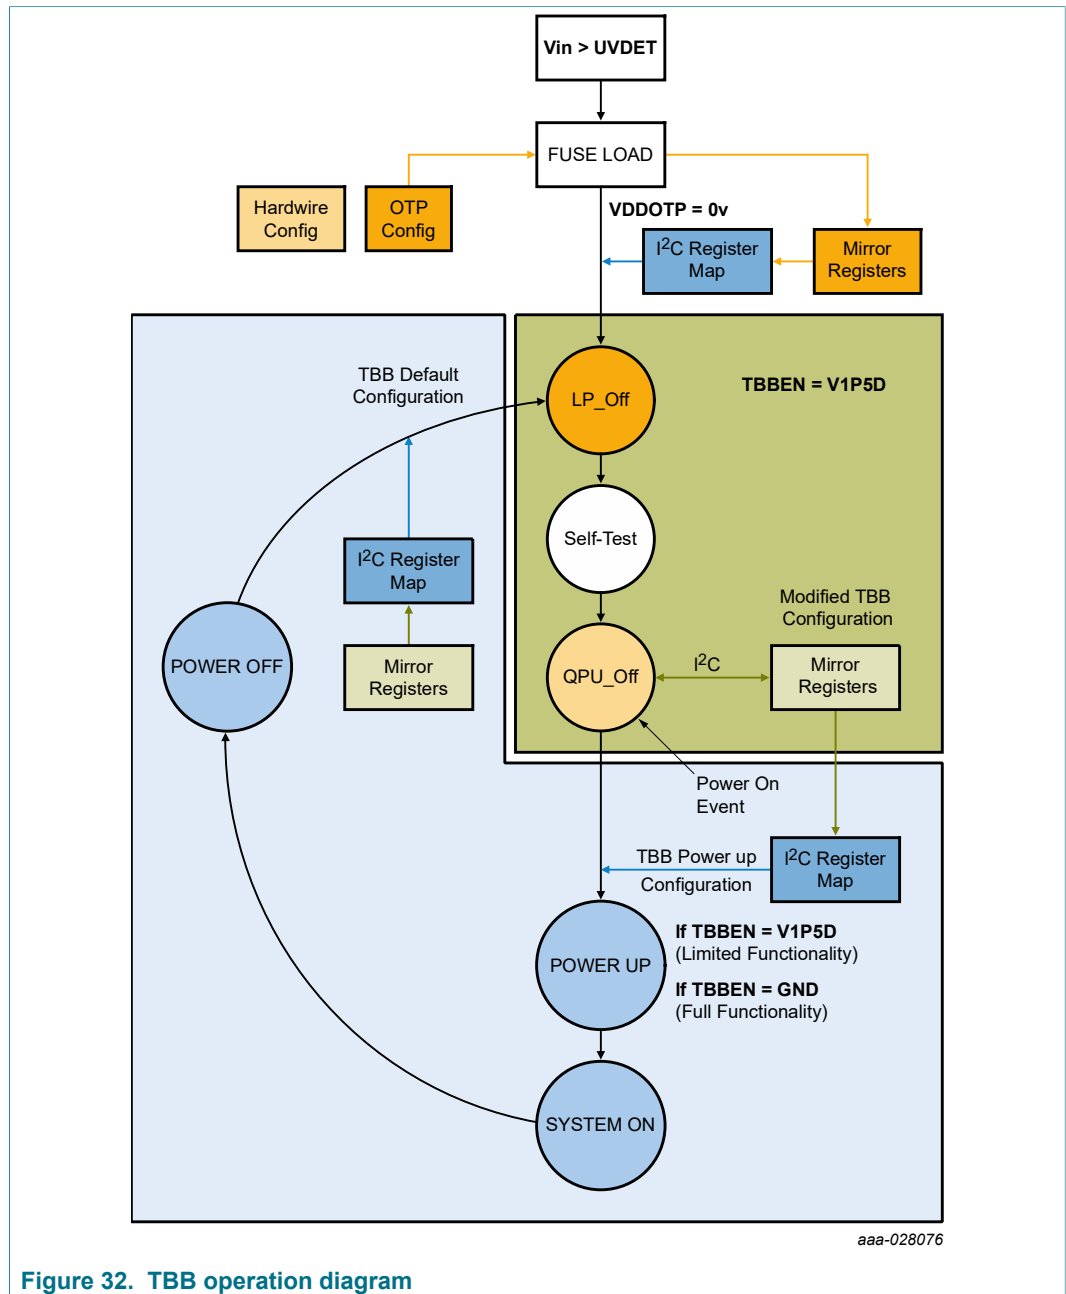 Vin > UVDET
FUSE LOAD
Hardwire
Config
OTP
Config
VDDOTP = 0v
I2C Register
Map
Mirror
Registers
TBB Default
Configuration
LP_Off
TBBEN = V1P5D
Self-Test
I2C Register
Map
Modified TBB
Configuration
POWER OFF
Mirror
Registers
QPU_Off
I2C
Mirror
Registers
Power On
Event
TBB Power up
Configuration
I2C Register
Map
POWER UP
If TBBEN = V1P5D
(Limited Functionality)
If TBBEN = GND
(Full Functionality)
SYSTEM ON
aaa-028076
Figure 32. TBB operation diagram